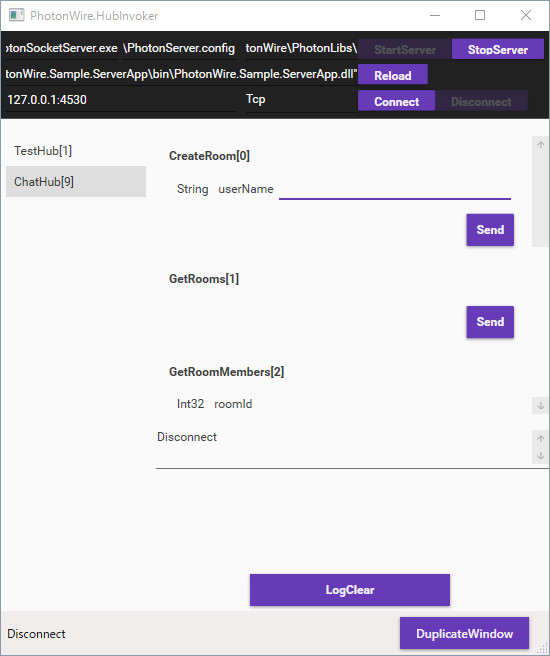 PhotonWire.HubInvoker
otonSocketServer.exe \PhotonServer.config tonWire\PhotonLibs\ StartServer StopServer
tonWire.Sample.ServerApp\bin\PhotonWire.Sample.ServerApp.dll" Reload
127.0.0.1:4530 Tcp Connect Disconnect
TestHub[1]
ChatHub[9]
CreateRoom[0]
String userName
Send
GetRooms[1]
Send
GetRoomMembers[2]
Int32 roomId
Disconnect
LogClear
Disconnect DuplicateWindow